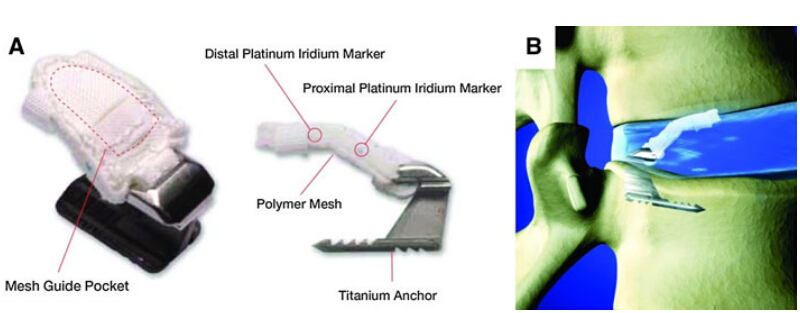 A
Distal Platinum Iridium Marker
Proximal Platinum Iridium Marker
Polymer Mesh
Mesh Guide Pocket
Titanium Anchor
B